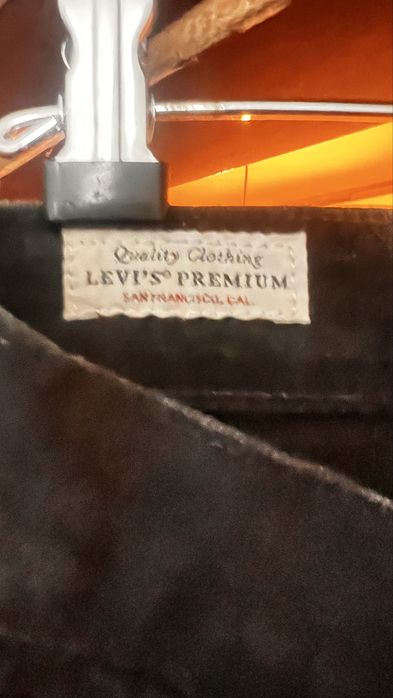 Quality Clothing
LEVI'S® PREMIUM
SAN FRANCISCO, CAL.